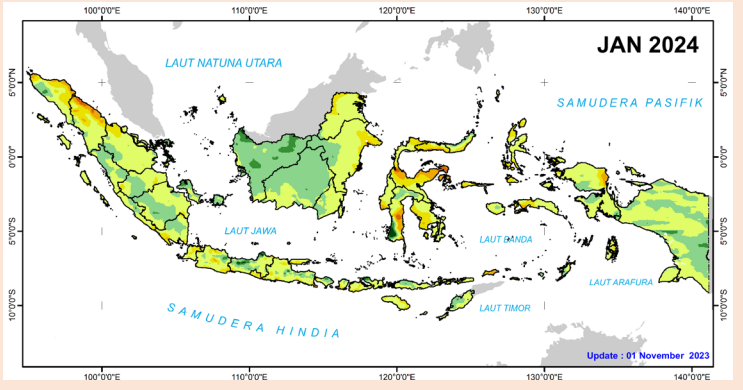 100°0'0"E 110°0'0"E 120°0'0"E 130°0'0"E 140°0'0"E
JAN 2024
LAUT NATUNA UTARA
5°0'0"N 5°0'0"N
SAMUDERA PASIFIK
0°0'0" 0°0'0"
LAUT JAWA
LAUT BANDA
5°0'0"S 5°0'0"S
LAUT ARAFURA
SAMUDERA HINDIA
LAUT TIMOR
10°0'0"S 10°0'0"S
Update : 01 November 2023
100°0'0"E 110°0'0"E 120°0'0"E 130°0'0"E 140°0'0"E